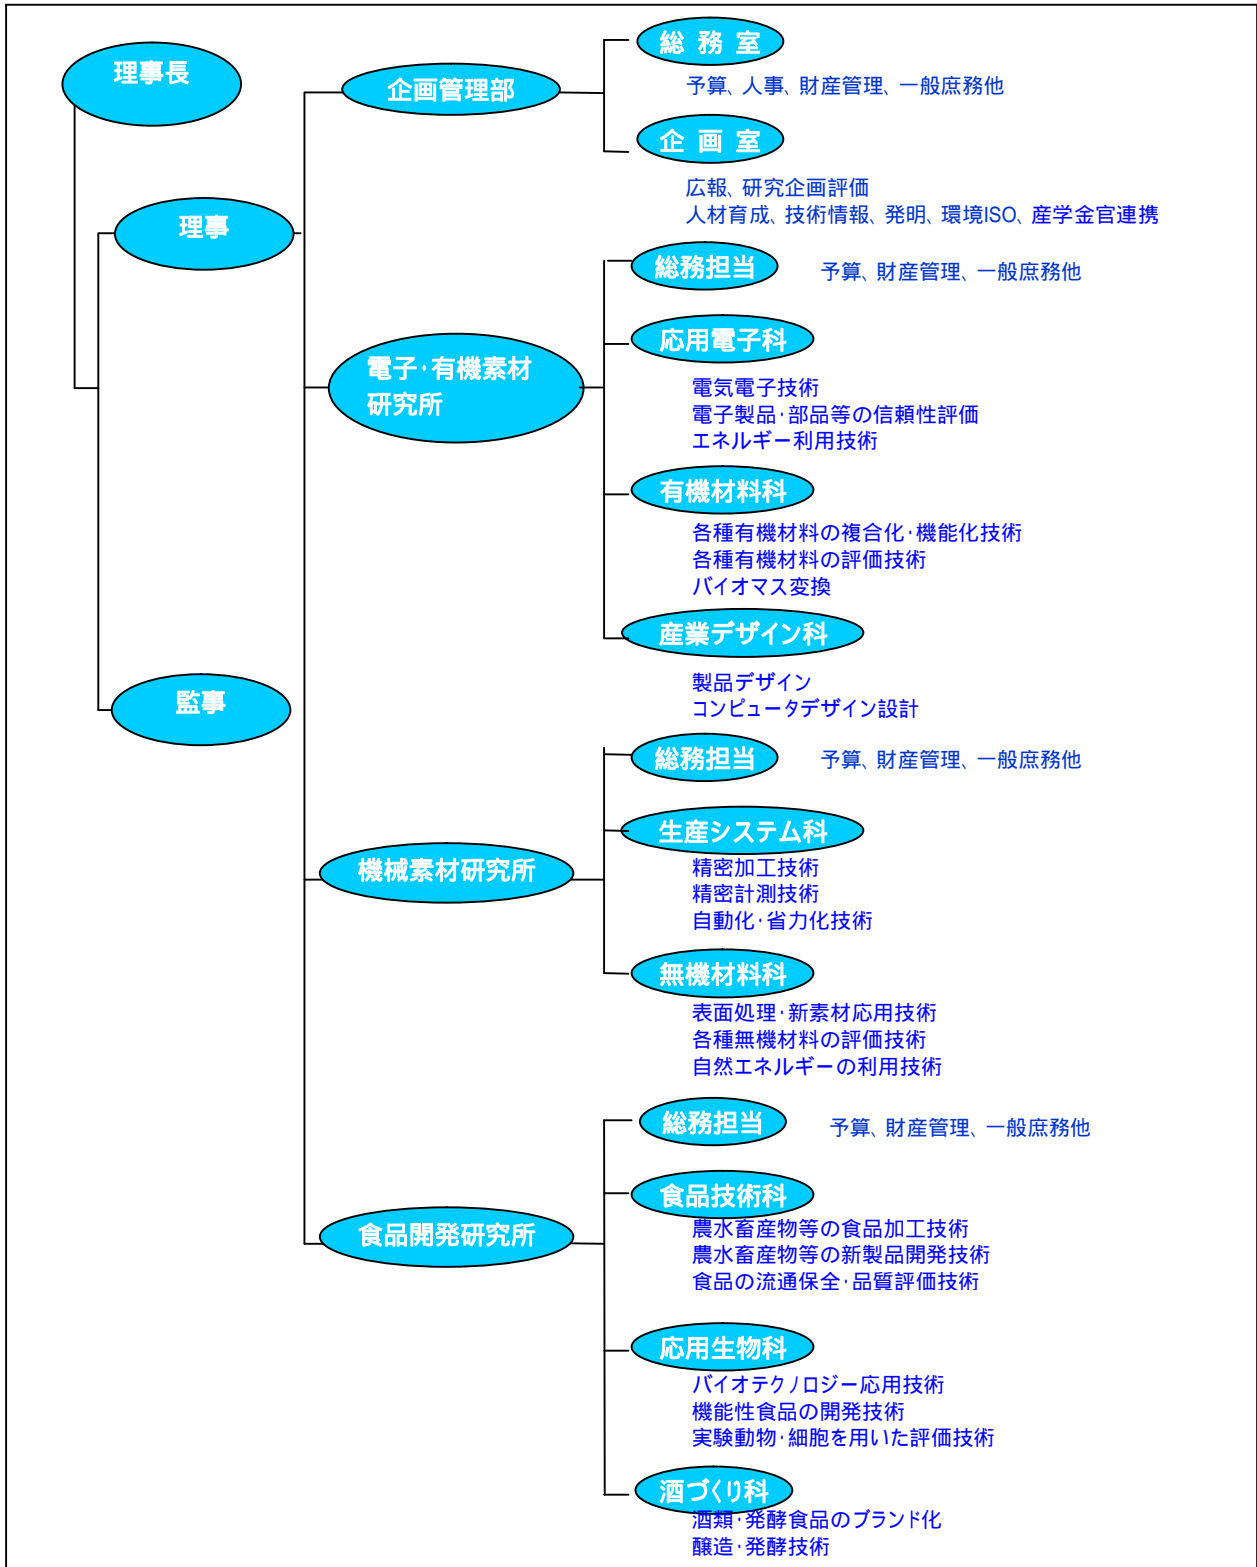 理事長
理事
監事
企画管理部
総 務 室
予算、人事、財産管理、一般庶務他
企 画 室
広報、研究企画評価
人材育成、技術情報、発明、環境ISO、産学金官連携
電子・有機素材
研究所
総務担当 予算、財産管理、一般庶務他
応用電子科
電気電子技術
電子製品・部品等の信頼性評価
エネルギー利用技術
有機材料科
各種有機材料の複合化・機能化技術
各種有機材料の評価技術
バイオマス変換
産業デザイン科
製品デザイン
コンピュータデザイン設計
機械素材研究所
総務担当 予算、財産管理、一般庶務他
生産システム科
精密加工技術
精密計測技術
自動化・省力化技術
無機材料科
表面処理・新素材応用技術
各種無機材料の評価技術
自然エネルギーの利用技術
食品開発研究所
総務担当 予算、財産管理、一般庶務他
食品技術科
農水畜産物等の食品加工技術
農水畜産物等の新製品開発技術
食品の流通保全・品質評価技術
応用生物科
バイオテクノロジー応用技術
機能性食品の開発技術
実験動物・細胞を用いた評価技術
酒づくり科
酒類・発酵食品のブランド化
醸造・発酵技術